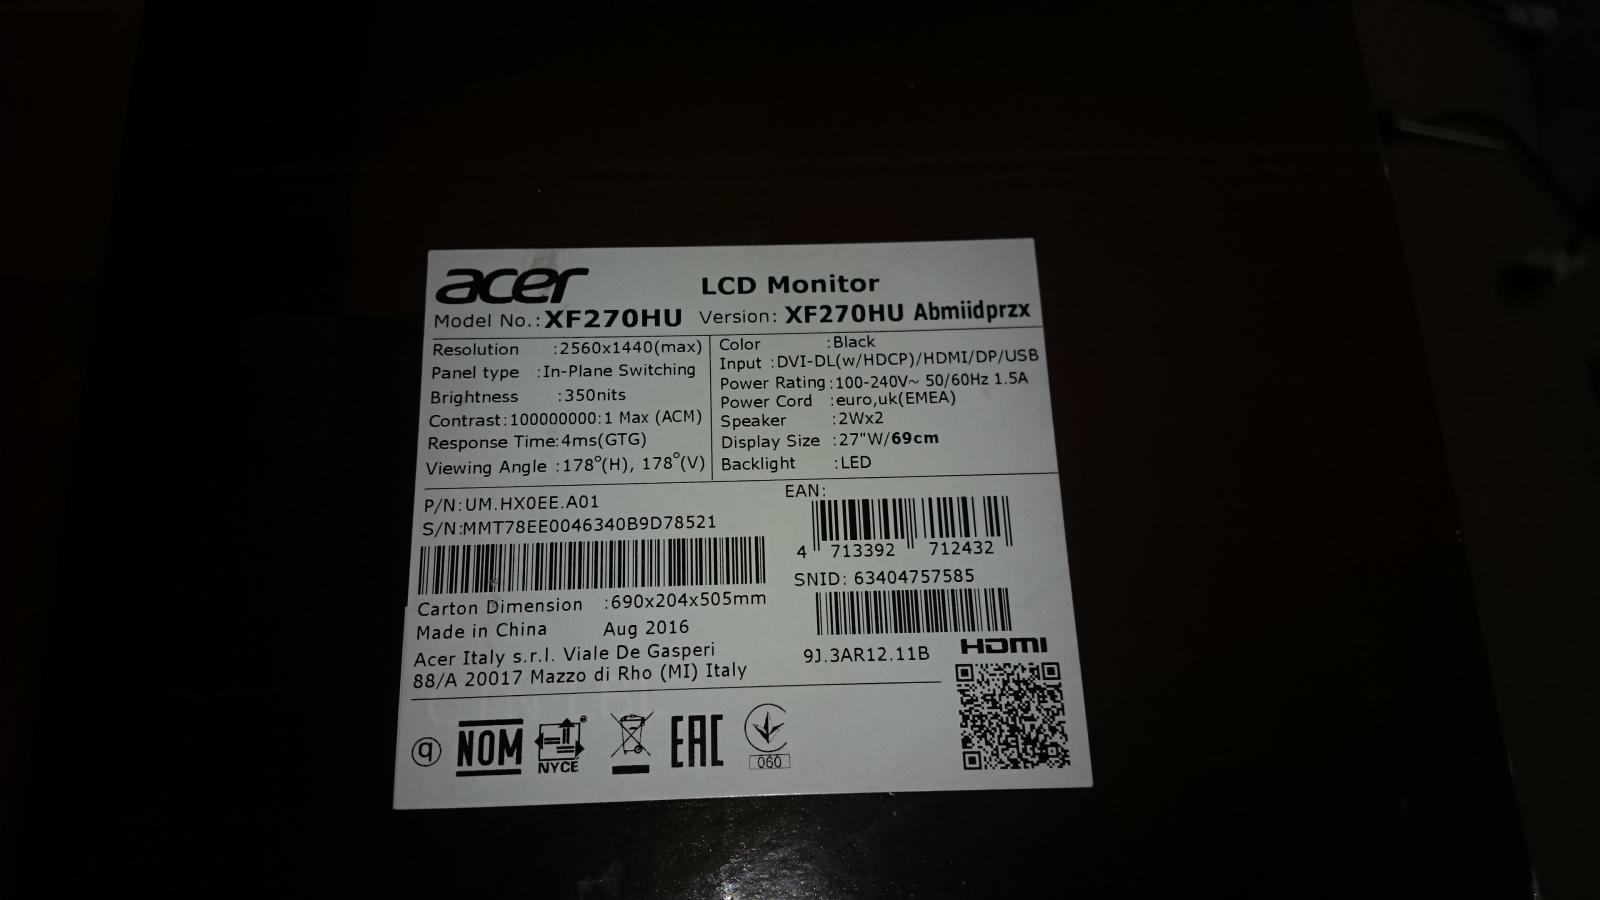 acer
LCD Monitor
Model No.:XF270HU Version: XF270HU Abmiidprzx
Resolution :2560x1440(max)
Panel type :In-Plane Switching
Brightness :350nits
Contrast:100000000:1 Max (ACM)
Response Time:4ms(GTG)
Viewing Angle :178°(H), 178°(V)
Color :Black
Input :DVI-DL(w/HDCP)/HDMI/DP/USB
Power Rating:100-240V~ 50/60Hz 1.5A
Power Cord :euro,uk(EMEA)
Speaker :2Wx2
Display Size :27"W/69cm
Backlight :LED
P/N:UM.HX0EE.A01
S/N:MMT78EE0046340B9D78521
EAN:
4 713392 712432
SNID: 63404757585
Carton Dimension :690x204x505mm
Made in China Aug 2016
Acer Italy s.r.l. Viale De Gasperi
88/A 20017 Mazzo di Rho (MI) Italy
9J.3AR12.11B
HDMI
q NOM NYCE EAC 060